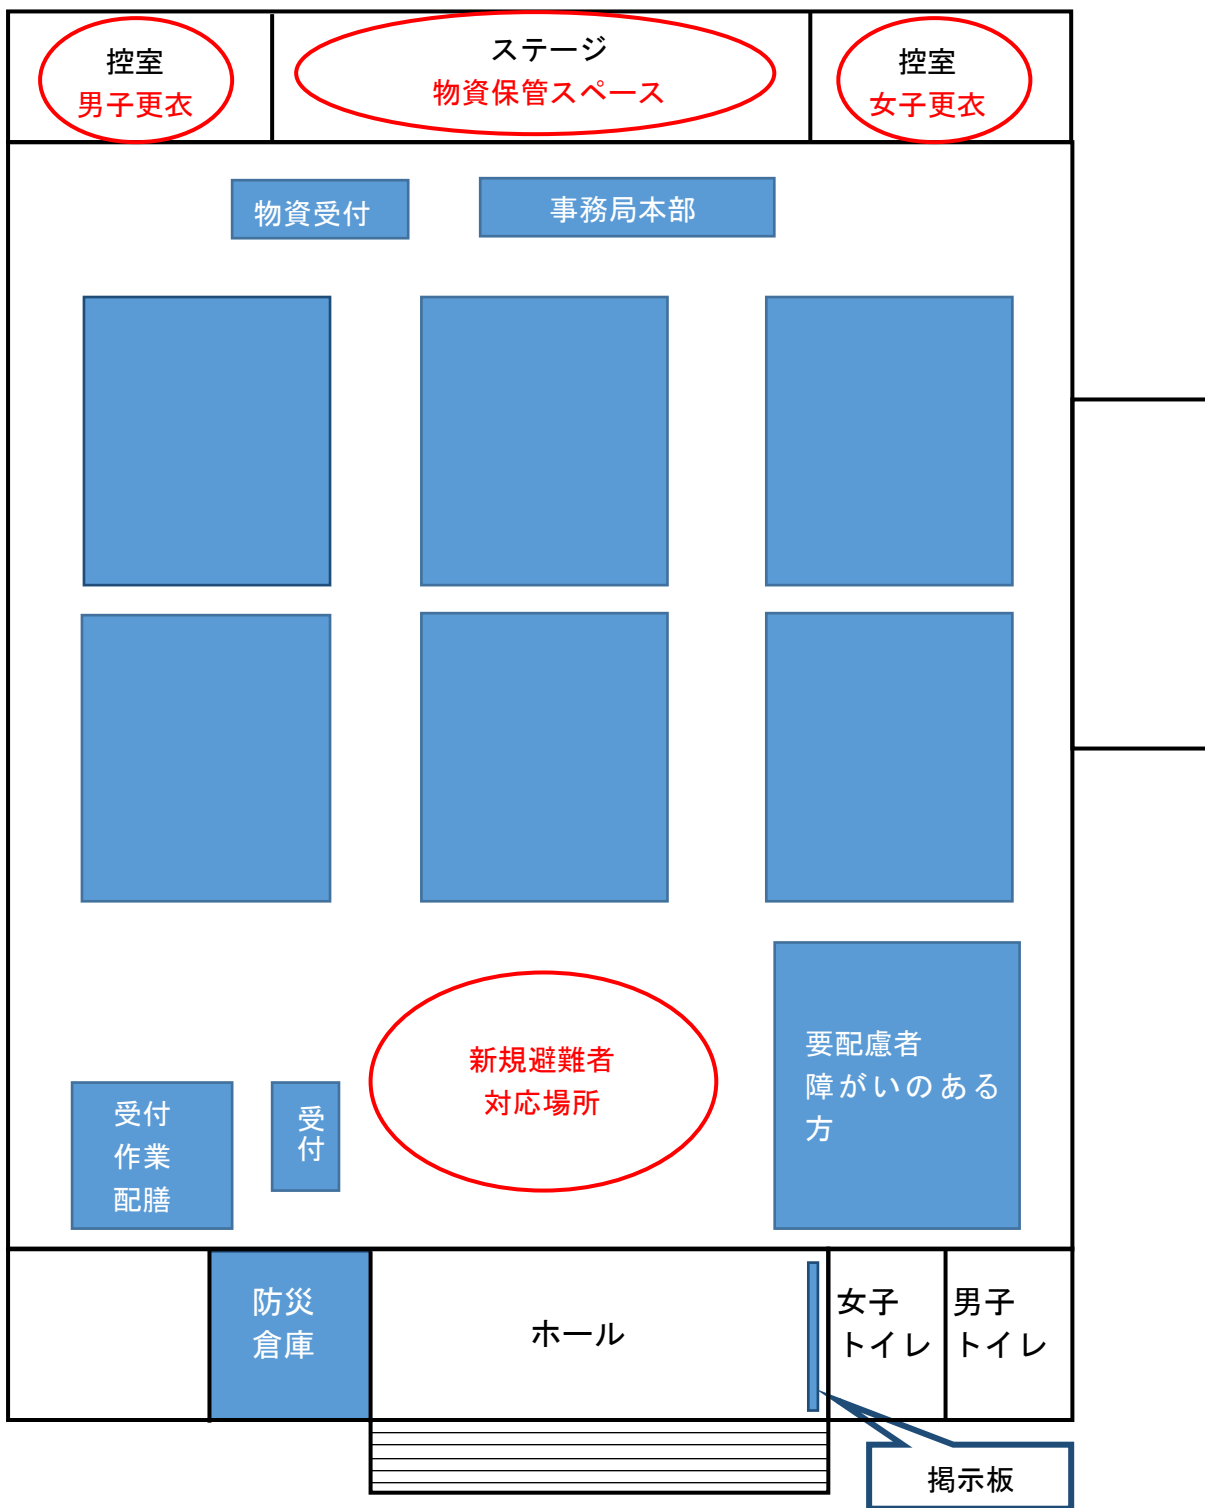 控室
男子更衣
ステージ
物資保管スペース
控室
女子更衣
物資受付
事務局本部
新規避難者
対応場所
要配慮者
障がいのある
方
受付
作業
配膳
受付
防災
倉庫
ホール
女子
トイレ
男子
トイレ
掲示板